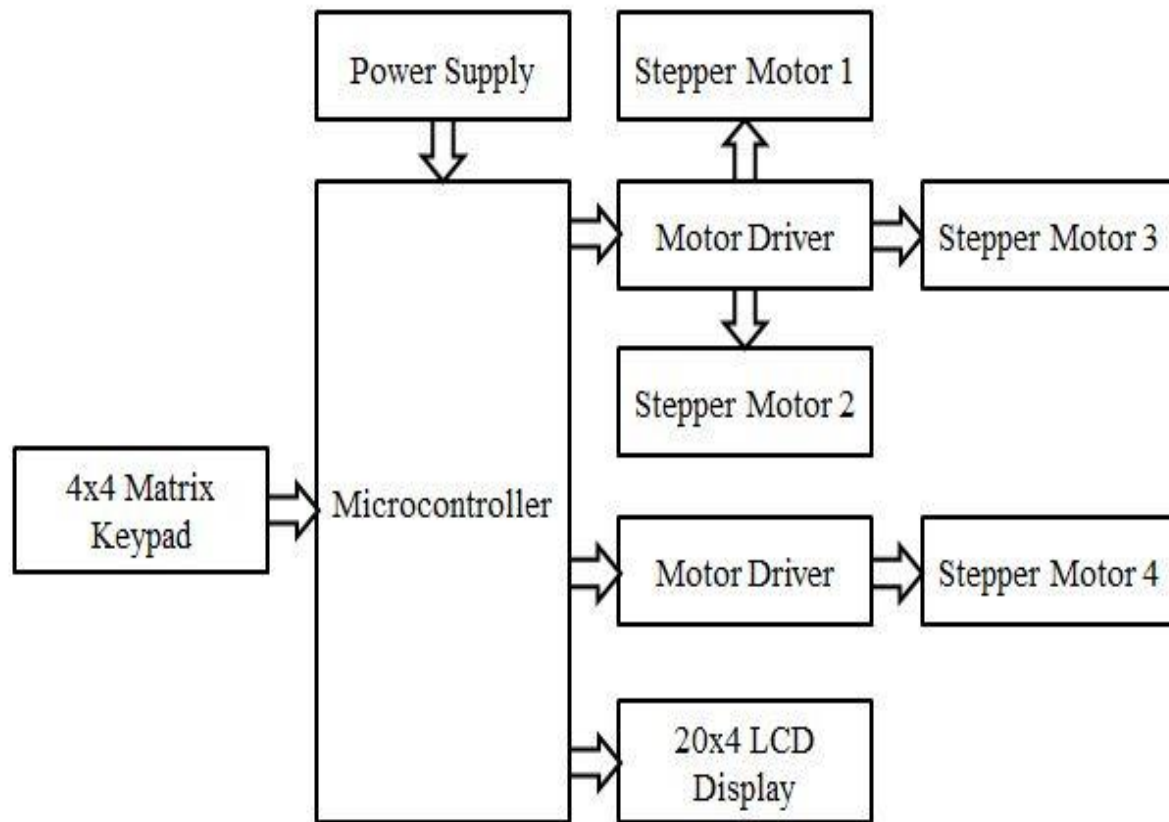 Power Supply
Stepper Motor 1
Motor Driver
Stepper Motor 3
Stepper Motor 2
4x4 Matrix
Keypad
Microcontroller
Motor Driver
Stepper Motor 4
20x4 LCD
Display